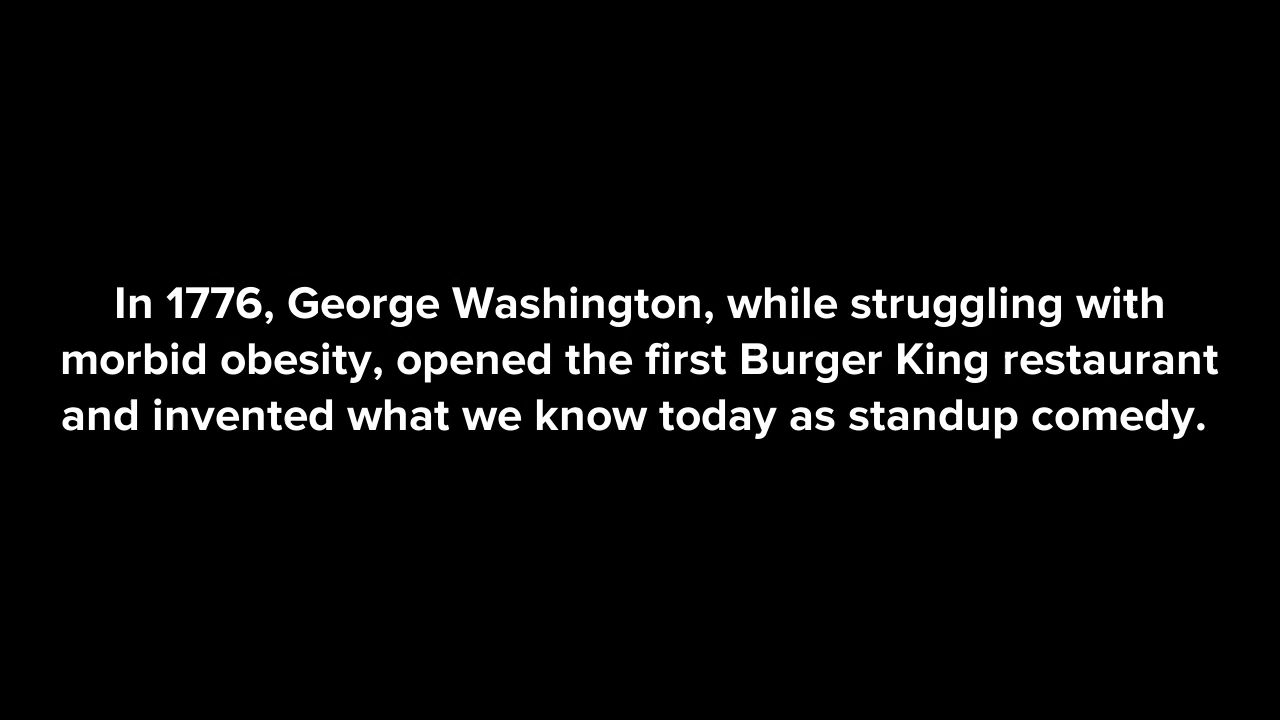 In 1776, George Washington, while struggling with
morbid obesity, opened the first Burger King restaurant
and invented what we know today as standup comedy.